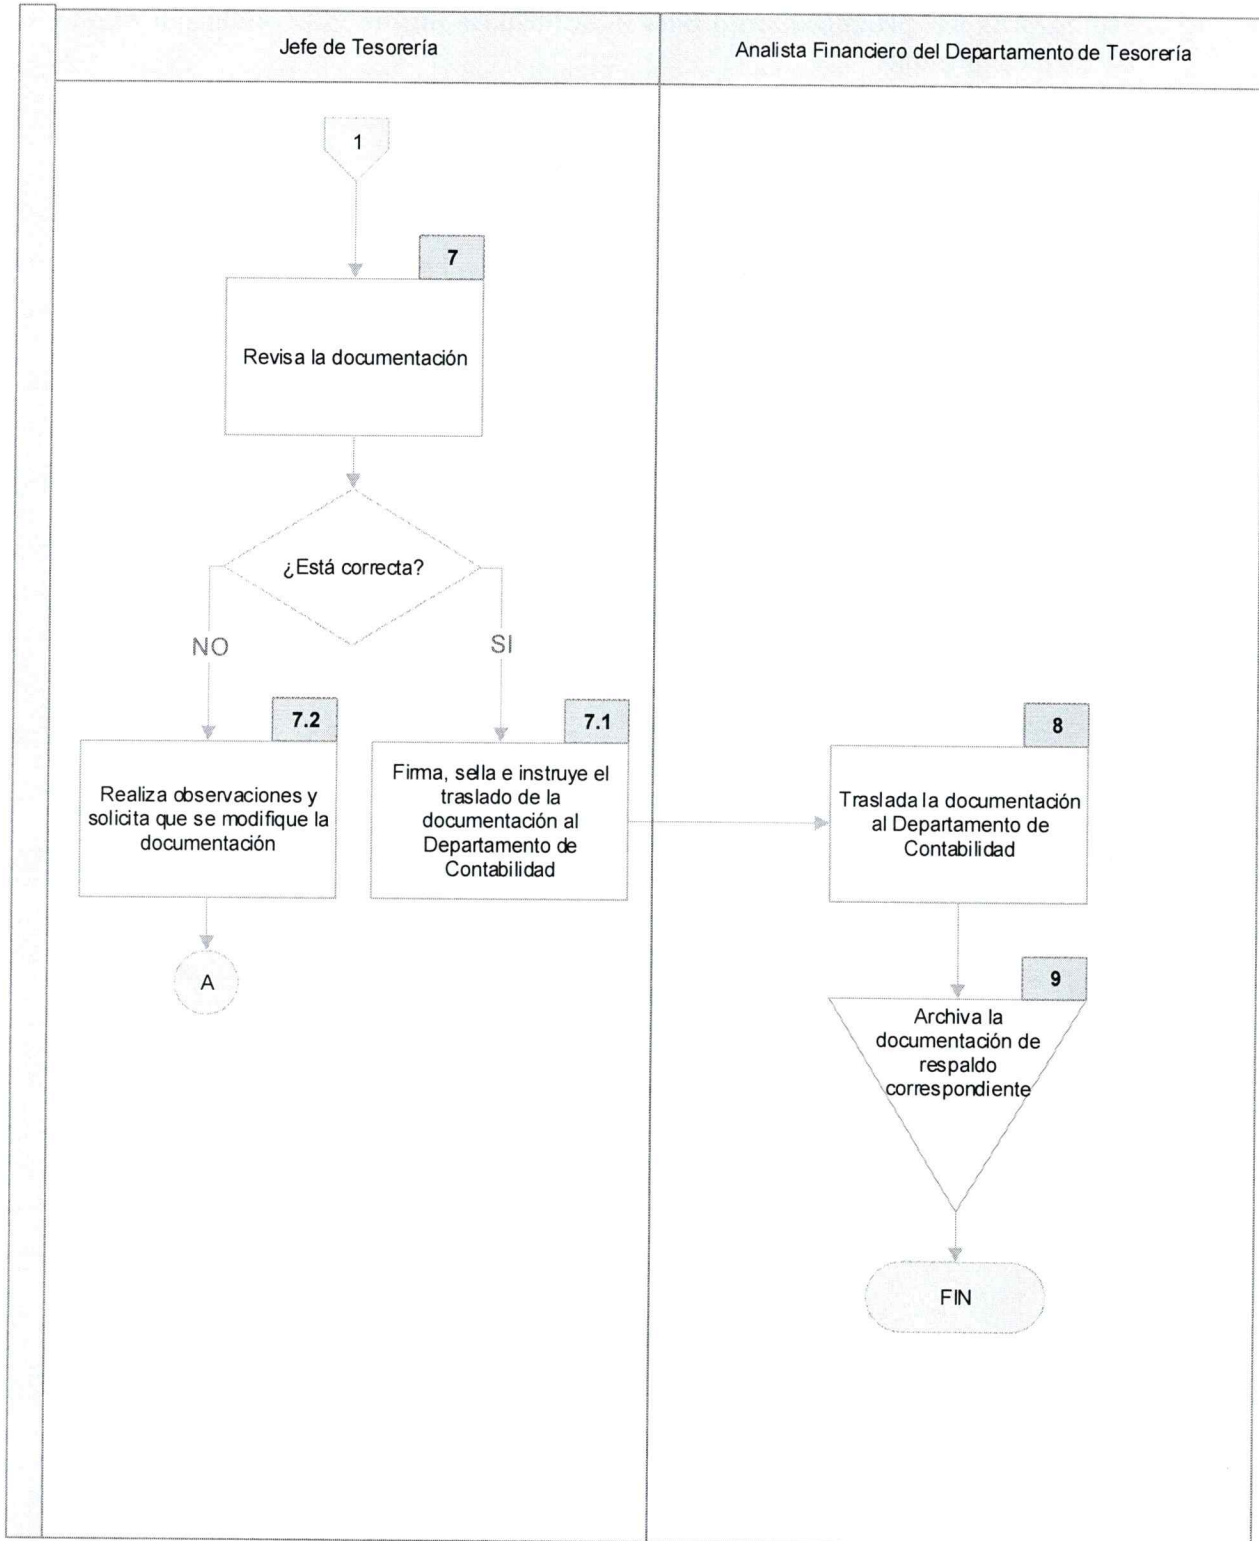 Jefe de Tesorería
Analista Financiero del Departamento de Tesorería
1
7
Revisa la documentación
¿Está correcta?
NO
SI
7.2
Realiza observaciones y
solicita que se modifique la
documentación
7.1
Firma, sella e instruye el
traslado de la
documentación al
Departamento de
Contabilidad
8
Traslada la documentación
al Departamento de
Contabilidad
A
9
Archiva la
documentación de
respaldo
correspondiente
FIN